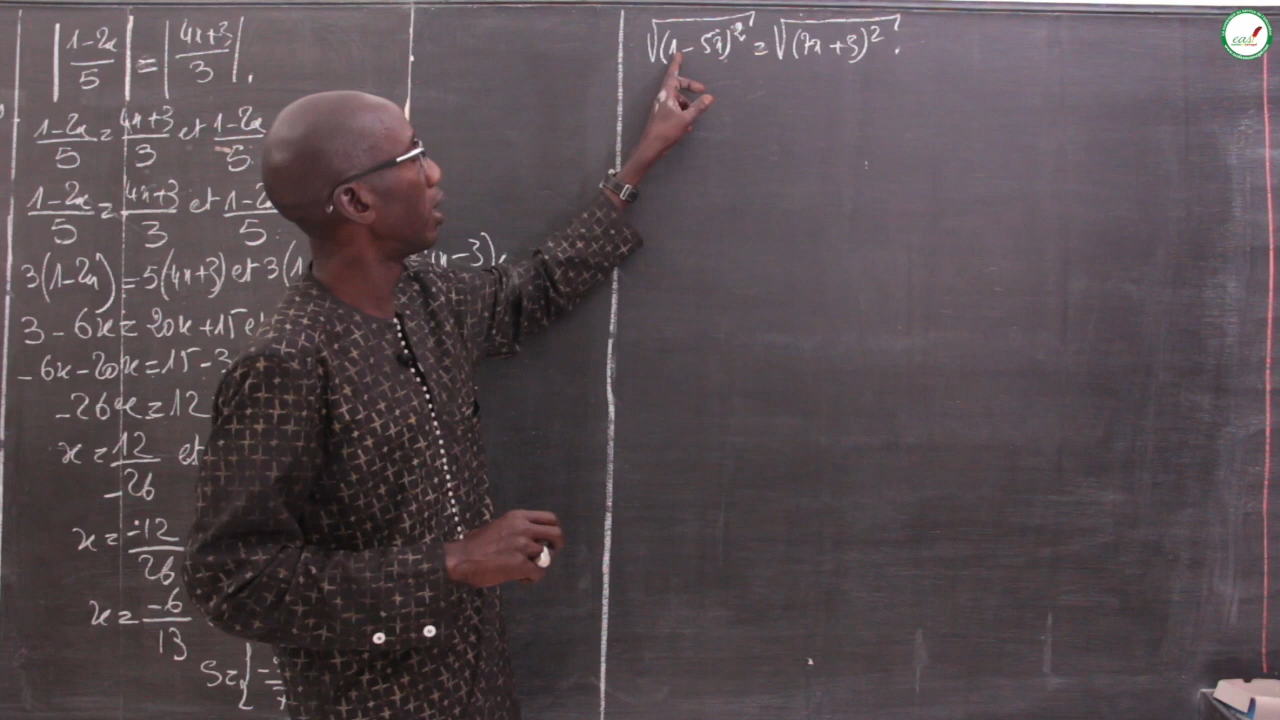 |1-2x/5| = |4x+3/3|.
1-2x/5 = 4x+3/3 et 1-2x/5
1-2x/5 = 4x+3/3 et 1-2x/5
3(1-2x) = 5(4x+3) et 3(1 x-3).
3-6x = 20x+15 et
-6x-20x = 15-3
-26x = 12
x = 12/-26 et
x = -12/26
x = -6/13
S = {-
√(1-5x)² = √(7x+3)².
eas!